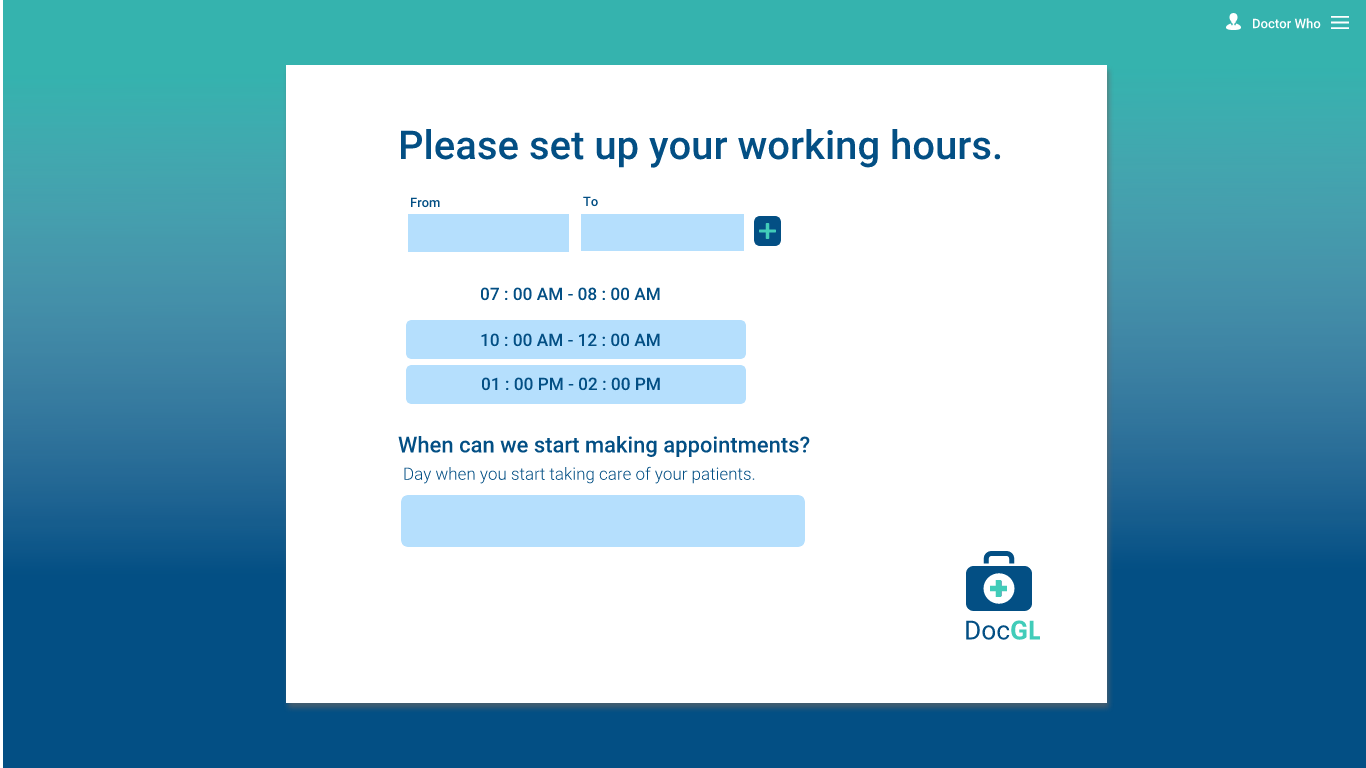 Doctor Who
Please set up your working hours.
From
To
07 : 00 AM - 08 : 00 AM
10 : 00 AM - 12 : 00 AM
01 : 00 PM - 02 : 00 PM
When can we start making appointments?
Day when you start taking care of your patients.
DocGL